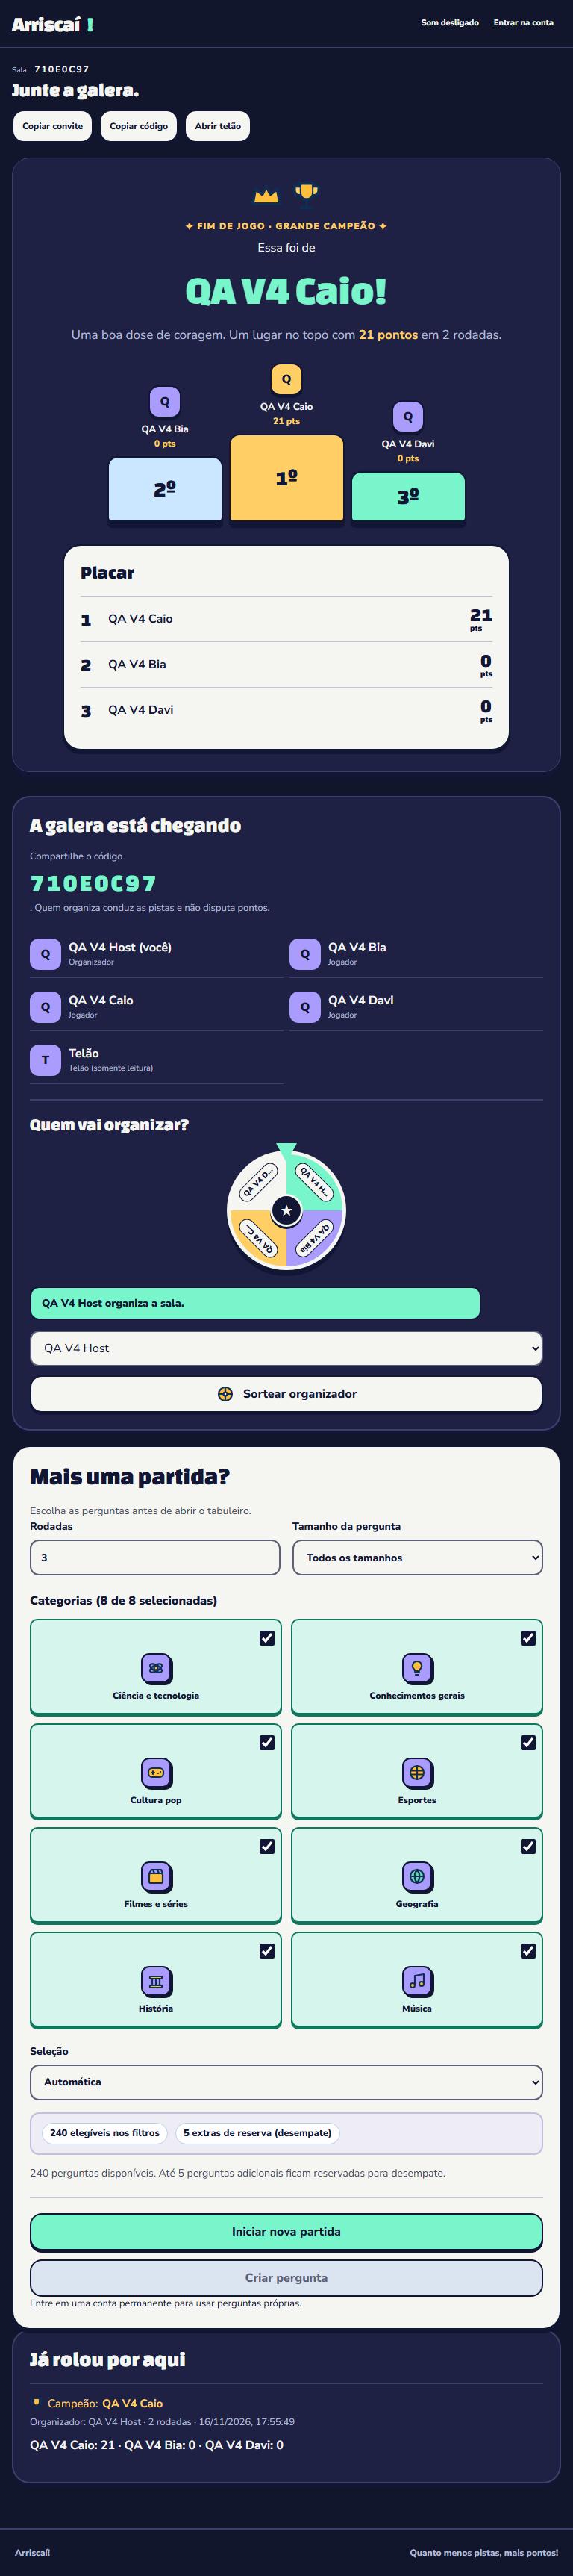 Arriscaí !
Som desligado Entrar na conta
Sala 710E0C97
Junte a galera.
Copiar convite Copiar código Abrir telão
✦ FIM DE JOGO · GRANDE CAMPEÃO ✦
Essa foi de
QA V4 Caio!
Uma boa dose de coragem. Um lugar no topo com 21 pontos em 2 rodadas.
Q
QA V4 Bia
0 pts
2º
Q
QA V4 Caio
21 pts
1º
Q
QA V4 Davi
0 pts
3º
Placar
1 QA V4 Caio 21 pts
2 QA V4 Bia 0 pts
3 QA V4 Davi 0 pts
A galera está chegando
Compartilhe o código
710E0C97
. Quem organiza conduz as pistas e não disputa pontos.
Q QA V4 Host (você)
Organizador
Q QA V4 Bia
Jogador
Q QA V4 Caio
Jogador
Q QA V4 Davi
Jogador
T Telão
Telão (somente leitura)
Quem vai organizar?
QA V4 D…
QA V4 H…
QA V4 C…
QA V4 Bia
QA V4 Host organiza a sala.
QA V4 Host
Sortear organizador
Mais uma partida?
Escolha as perguntas antes de abrir o tabuleiro.
Rodadas Tamanho da pergunta
3 Todos os tamanhos
Categorias (8 de 8 selecionadas)
Ciência e tecnologia Conhecimentos gerais
Cultura pop Esportes
Filmes e séries Geografia
História Música
Seleção
Automática
240 elegíveis nos filtros 5 extras de reserva (desempate)
240 perguntas disponíveis. Até 5 perguntas adicionais ficam reservadas para desempate.
Iniciar nova partida
Criar pergunta
Entre em uma conta permanente para usar perguntas próprias.
Já rolou por aqui
Campeão: QA V4 Caio
Organizador: QA V4 Host · 2 rodadas · 16/11/2026, 17:55:49
QA V4 Caio: 21 · QA V4 Bia: 0 · QA V4 Davi: 0
Arriscaí! Quanto menos pistas, mais pontos!